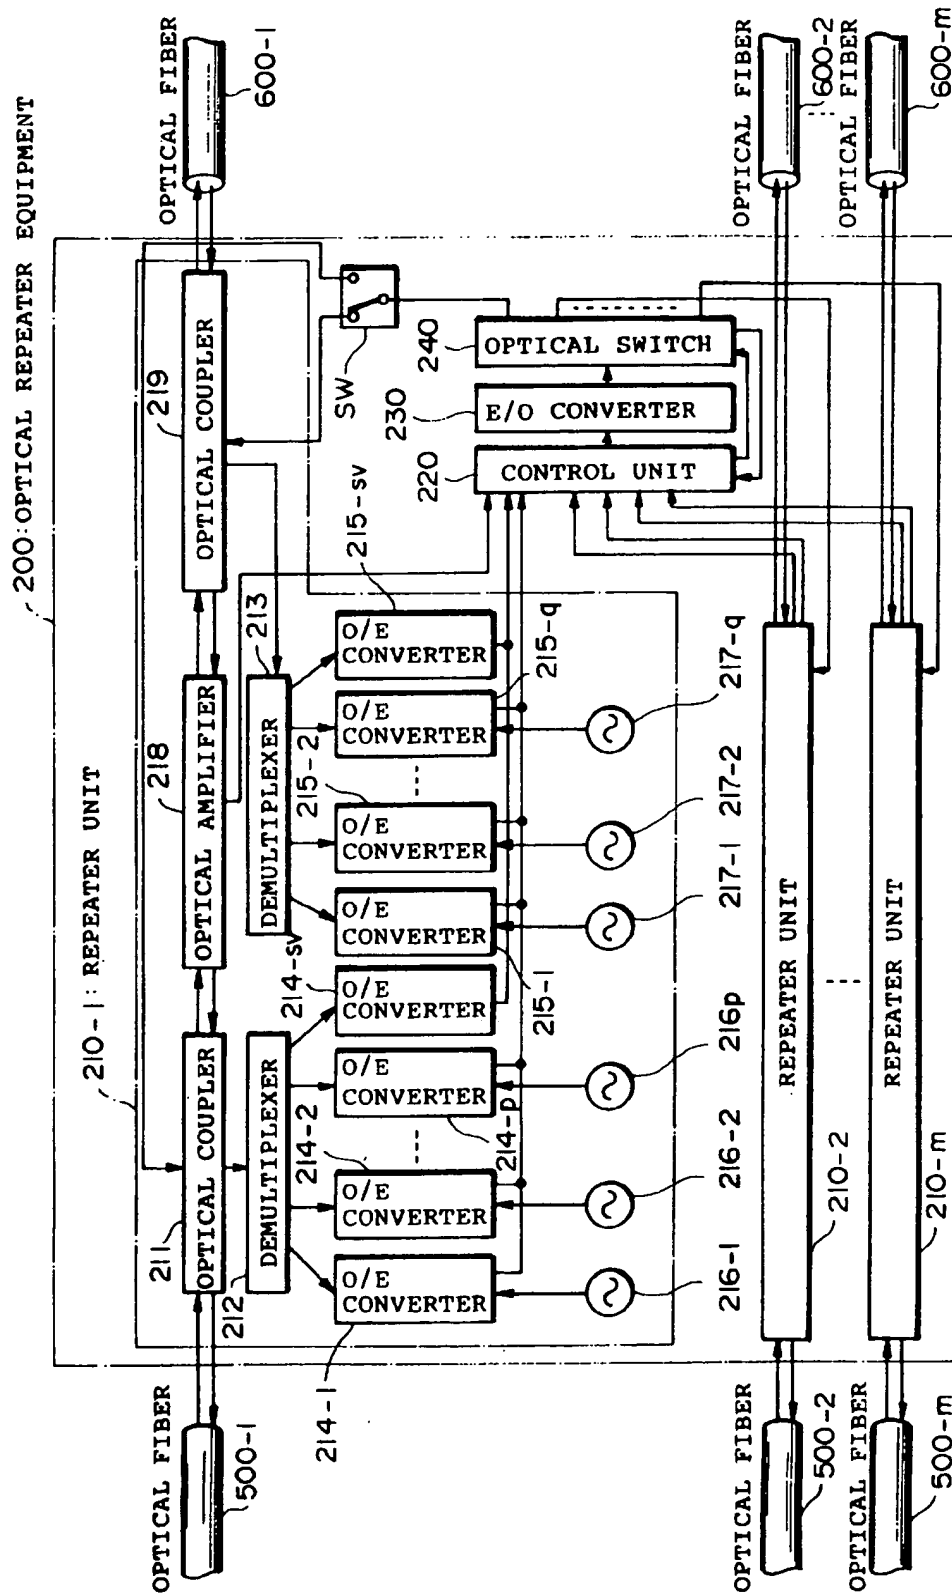 200:OPTICAL REPEATER EQUIPMENT
210-1:REPEATER UNIT
OPTICAL FIBER
500-1
211
OPTICAL COUPLER
218
OPTICAL AMPLIFIER
219
OPTICAL COUPLER
OPTICAL FIBER
600-1
212
DEMULTIPLEXER
213
DEMULTIPLEXER
SW
214-1
O/E
CONVERTER
214-2
O/E
CONVERTER
214-p
O/E
CONVERTER
214-sv
O/E
CONVERTER
215-1
O/E
CONVERTER
215-2
O/E
CONVERTER
215-q
O/E
CONVERTER
215-sv
O/E
CONVERTER
220
CONTROL UNIT
230
E/O CONVERTER
240
OPTICAL SWITCH
216-1
216-2
216p
217-1
217-2
217-q
OPTICAL FIBER
500-2
REPEATER UNIT
210-2
OPTICAL FIBER
600-2
OPTICAL FIBER
500-m
REPEATER UNIT
210-m
OPTICAL FIBER
600-m